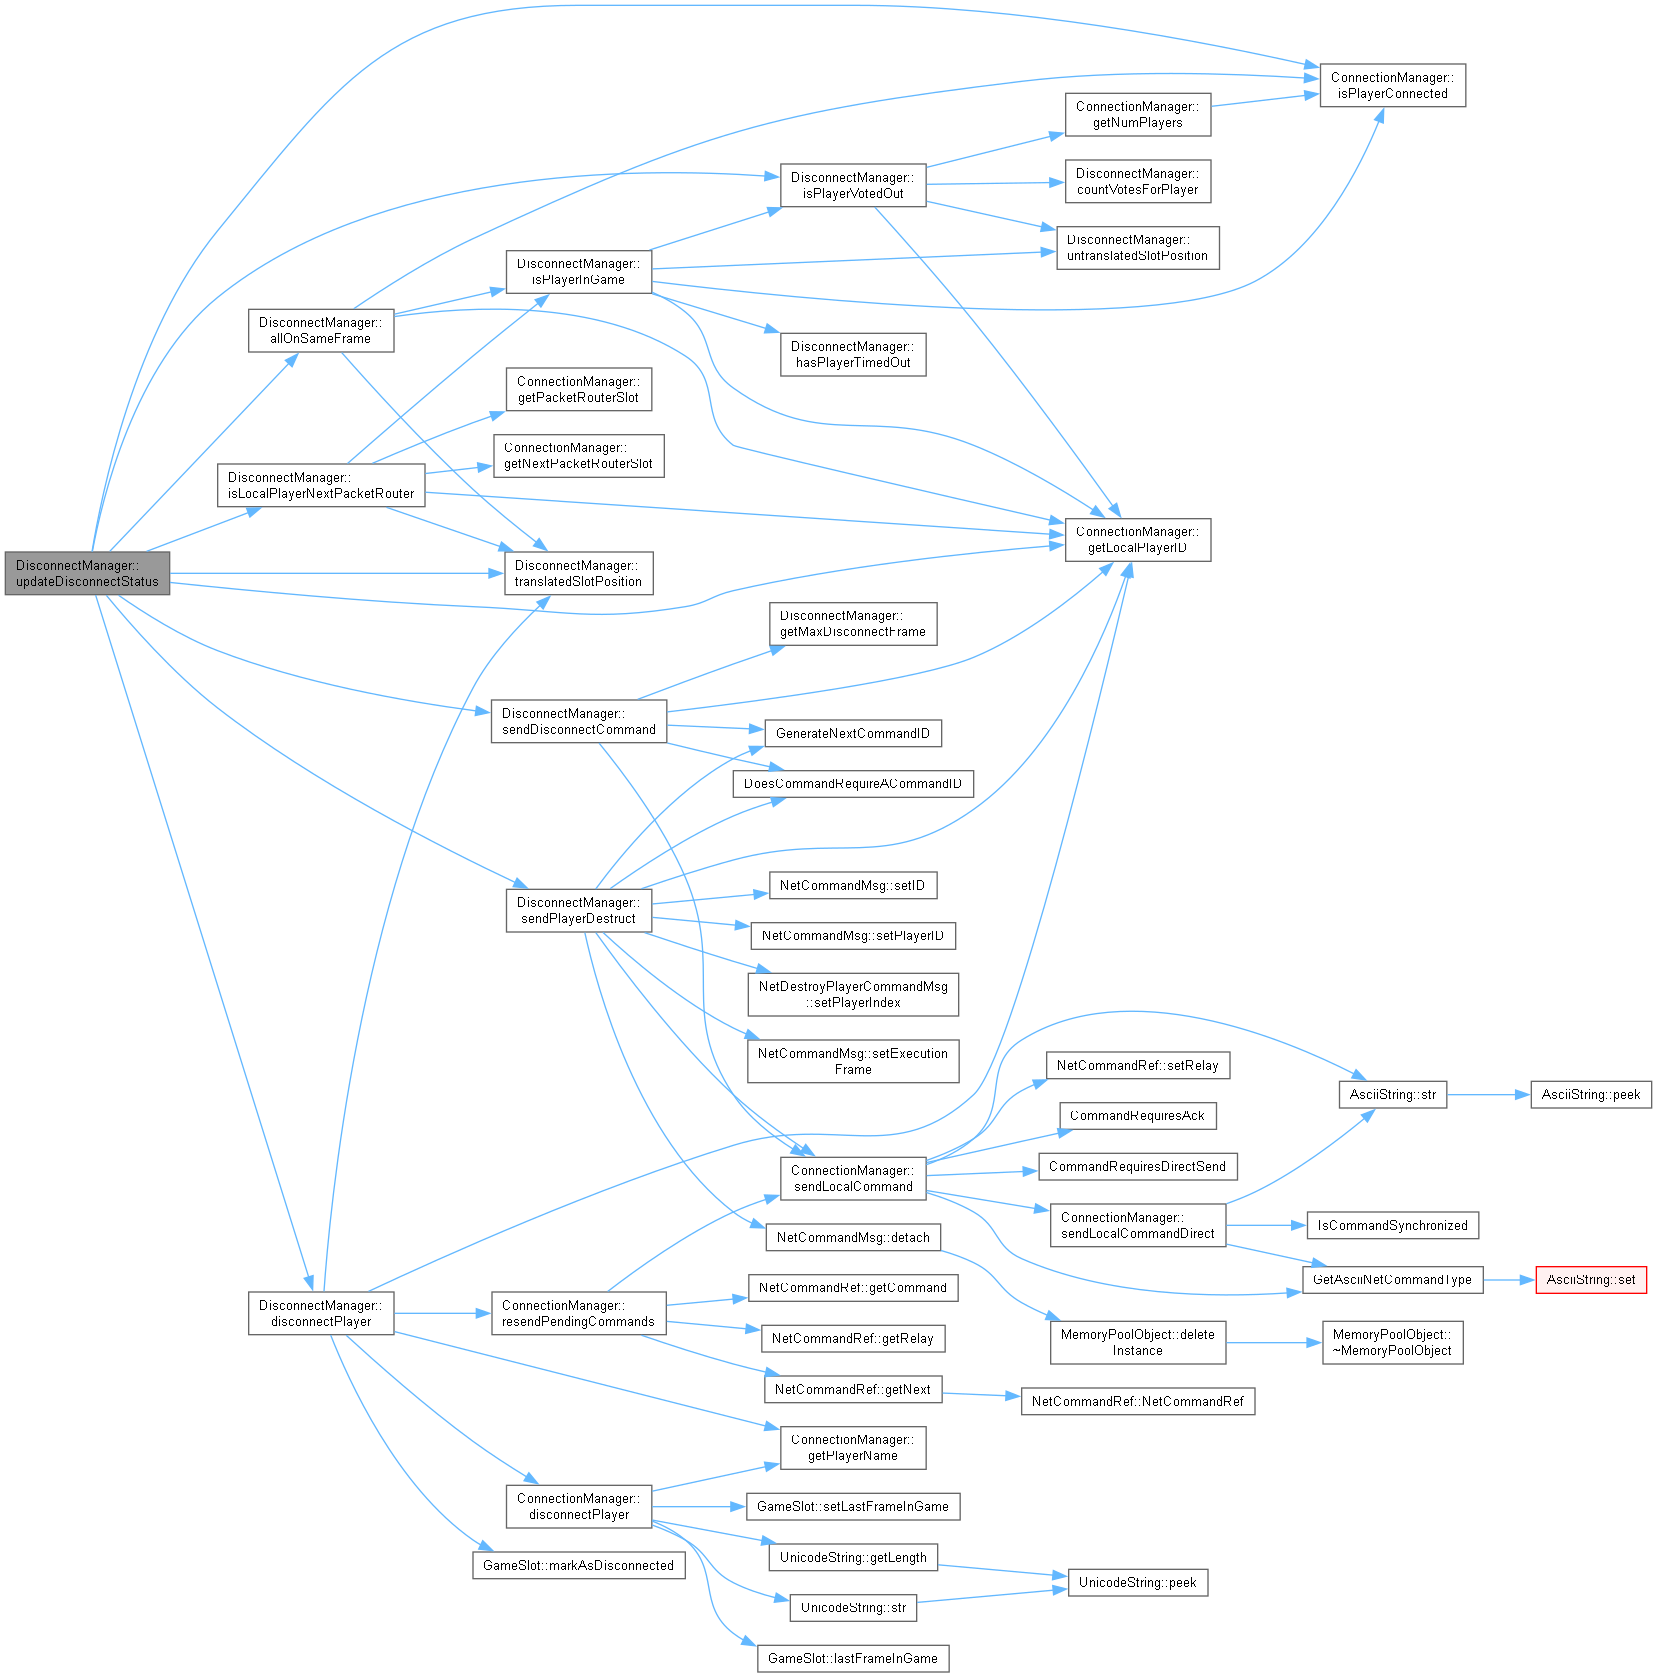 DisconnectManager::
updateDisconnectStatus
DisconnectManager::
allOnSameFrame
DisconnectManager::
isLocalPlayerNextPacketRouter
DisconnectManager::
disconnectPlayer
DisconnectManager::
isPlayerInGame
ConnectionManager::
getPacketRouterSlot
ConnectionManager::
getNextPacketRouterSlot
DisconnectManager::
translatedSlotPosition
DisconnectManager::
sendDisconnectCommand
DisconnectManager::
sendPlayerDestruct
ConnectionManager::
resendPendingCommands
ConnectionManager::
disconnectPlayer
GameSlot::markAsDisconnected
DisconnectManager::
isPlayerVotedOut
DisconnectManager::
hasPlayerTimedOut
DisconnectManager::
getMaxDisconnectFrame
GenerateNextCommandID
DoesCommandRequireACommandID
NetCommandMsg::setID
NetCommandMsg::setPlayerID
NetDestroyPlayerCommandMsg
::setPlayerIndex
NetCommandMsg::setExecution
Frame
ConnectionManager::
sendLocalCommand
NetCommandMsg::detach
NetCommandRef::getCommand
NetCommandRef::getRelay
NetCommandRef::getNext
ConnectionManager::
getPlayerName
GameSlot::setLastFrameInGame
UnicodeString::getLength
UnicodeString::str
GameSlot::lastFrameInGame
ConnectionManager::
getNumPlayers
DisconnectManager::
countVotesForPlayer
DisconnectManager::
untranslatedSlotPosition
ConnectionManager::
getLocalPlayerID
NetCommandRef::setRelay
CommandRequiresAck
CommandRequiresDirectSend
ConnectionManager::
sendLocalCommandDirect
MemoryPoolObject::delete
Instance
NetCommandRef::NetCommandRef
UnicodeString::peek
ConnectionManager::
isPlayerConnected
AsciiString::str
IsCommandSynchronized
GetAsciiNetCommandType
MemoryPoolObject::
~MemoryPoolObject
AsciiString::peek
AsciiString::set